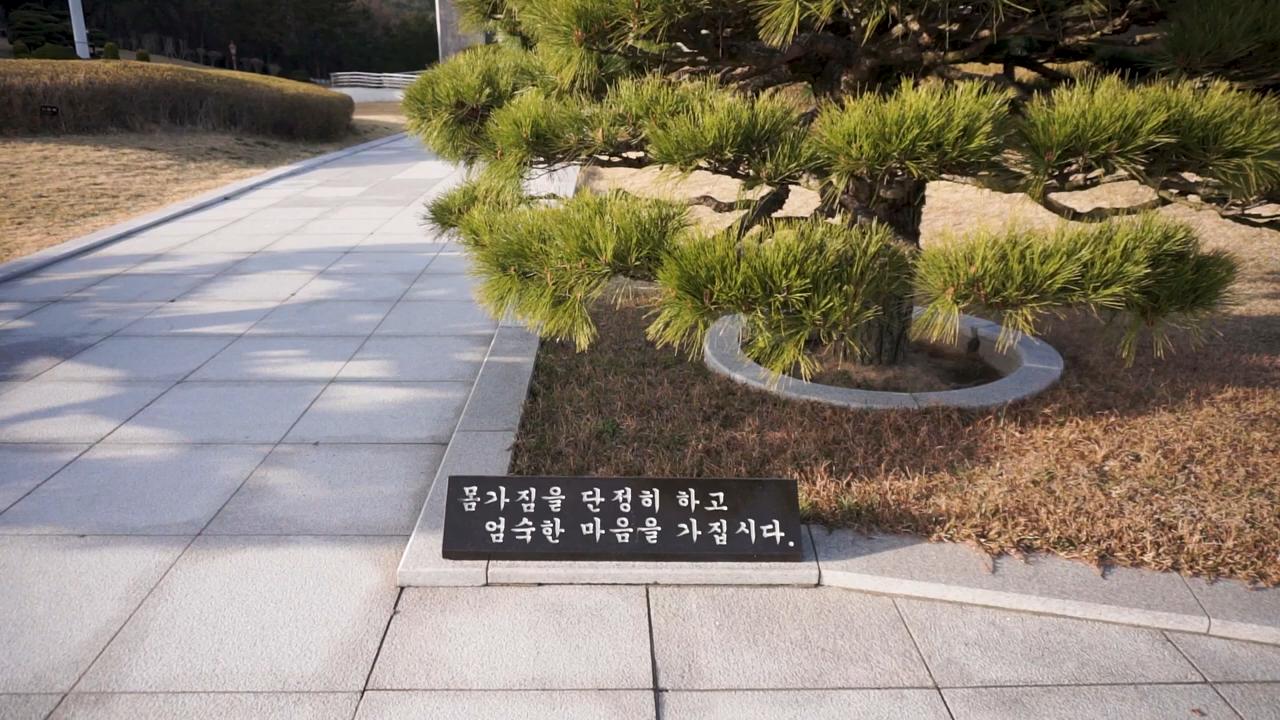 몸가짐을 단정히 하고
엄숙한 마음을 가집시다.